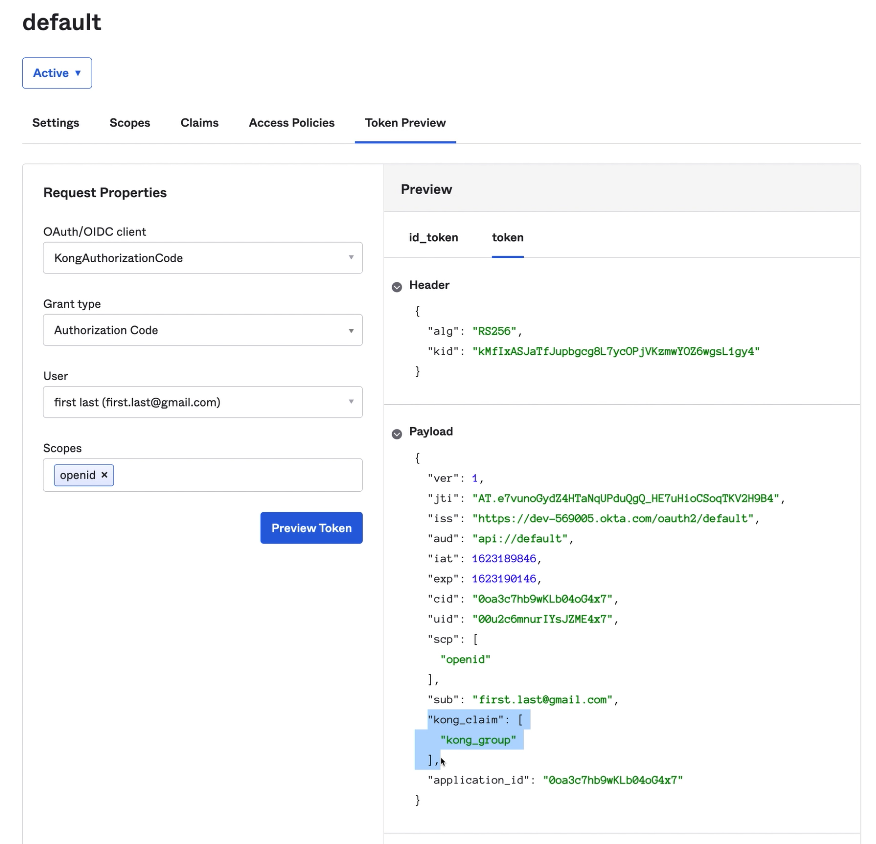 default
Active ▾
Settings Scopes Claims Access Policies Token Preview
Request Properties
OAuth/OIDC client
KongAuthorizationCode
Grant type
Authorization Code
User
first last (first.last@gmail.com)
Scopes
openid ×
Preview Token
Preview
id_token token
Header
{
"alg": "RS256",
"kid": "kMfIxASJaTfJupbgcg8L7ycOPjVKzmwYOZ6wgsL1gy4"
}
Payload
{
"ver": 1,
"jti": "AT.e7vunoGydZ4HTaNqUPduQgQ_HE7uHioCSoqTKV2H9B4",
"iss": "https://dev-569005.okta.com/oauth2/default",
"aud": "api://default",
"iat": 1623189846,
"exp": 1623190146,
"cid": "0oa3c7hb9wKLb04oG4x7",
"uid": "00u2c6mnurIYsJZME4x7",
"scp": [
"openid"
],
"sub": "first.last@gmail.com",
"kong_claim": [
"kong_group"
],
"application_id": "0oa3c7hb9wKLb04oG4x7"
}